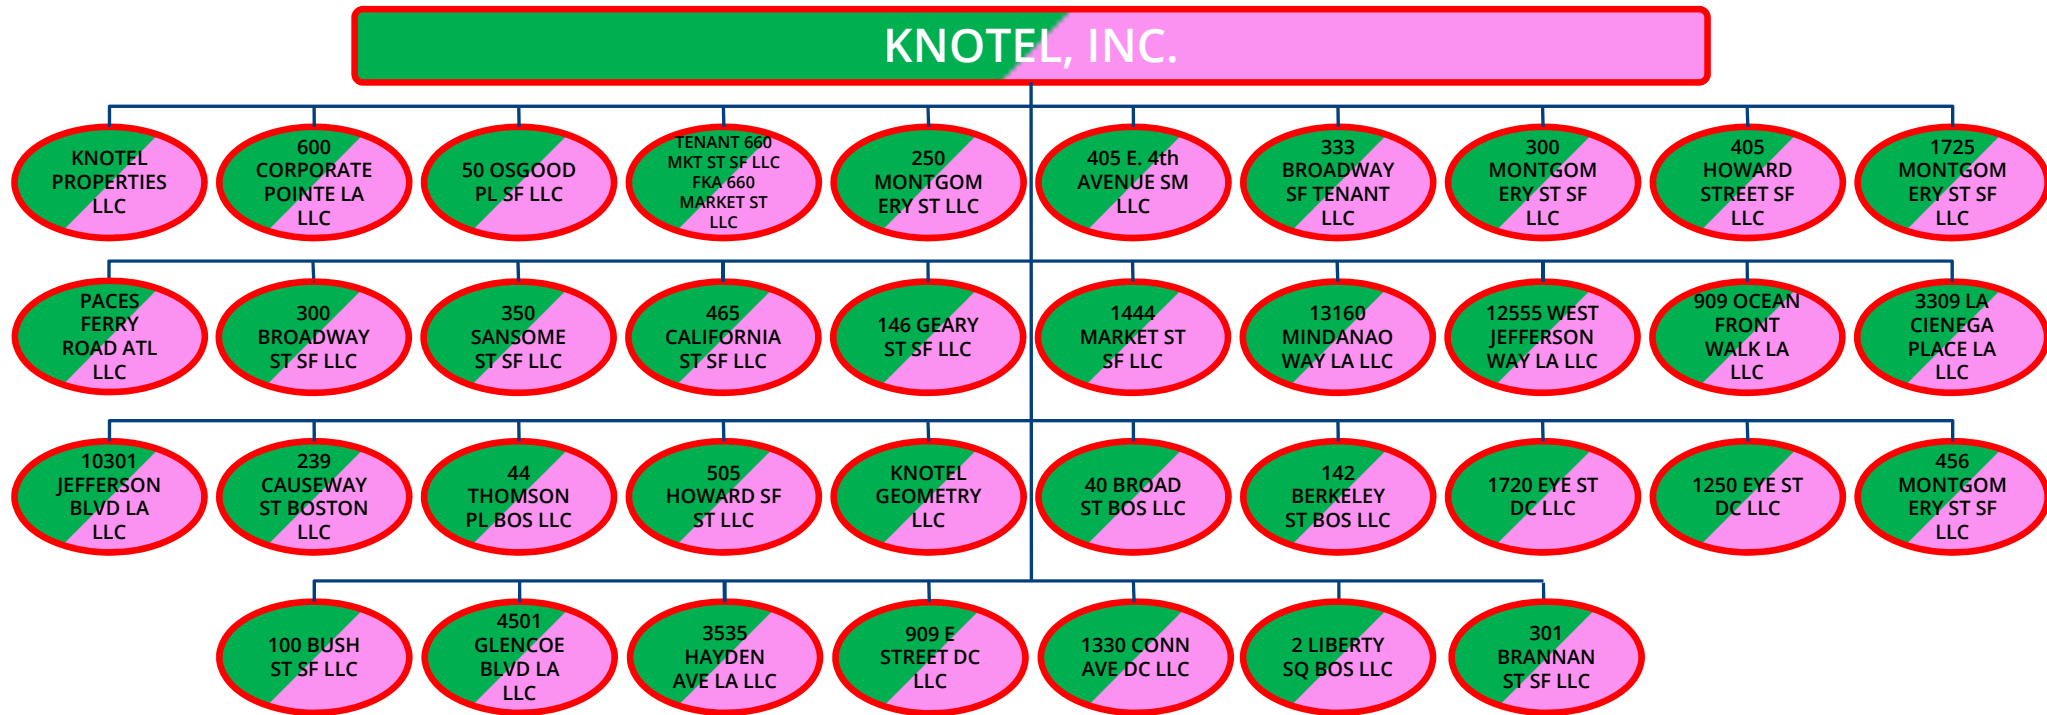 KNOTEL, INC.
KNOTEL
PROPERTIES
LLC
600
CORPORATE
POINTE LA
LLC
50 OSGOOD
PL SF LLC
TENANT 660
MKT ST SF LLC
FKA 660
MARKET ST
LLC
250
MONTGOM
ERY ST LLC
405 E. 4th
AVENUE SM
LLC
333
BROADWAY
SF TENANT
LLC
300
MONTGOM
ERY ST SF
LLC
405
HOWARD
STREET SF
LLC
1725
MONTGOM
ERY ST SF
LLC
PACES
FERRY
ROAD ATL
LLC
300
BROADWAY
ST SF LLC
350
SANSOME
ST SF LLC
465
CALIFORNIA
ST SF LLC
146 GEARY
ST SF LLC
1444
MARKET ST
SF LLC
13160
MINDANAO
WAY LA LLC
12555 WEST
JEFFERSON
WAY LA LLC
909 OCEAN
FRONT
WALK LA
LLC
3309 LA
CIENEGA
PLACE LA
LLC
10301
JEFFERSON
BLVD LA
LLC
239
CAUSEWAY
ST BOSTON
LLC
44
THOMSON
PL BOS LLC
505
HOWARD SF
ST LLC
KNOTEL
GEOMETRY
LLC
40 BROAD
ST BOS LLC
142
BERKELEY
ST BOS LLC
1720 EYE ST
DC LLC
1250 EYE ST
DC LLC
456
MONTGOM
ERY ST SF
LLC
100 BUSH
ST SF LLC
4501
GLENCOE
BLVD LA
LLC
3535
HAYDEN
AVE LA LLC
909 E
STREET DC
LLC
1330 CONN
AVE DC LLC
2 LIBERTY
SQ BOS LLC
301
BRANNAN
ST SF LLC